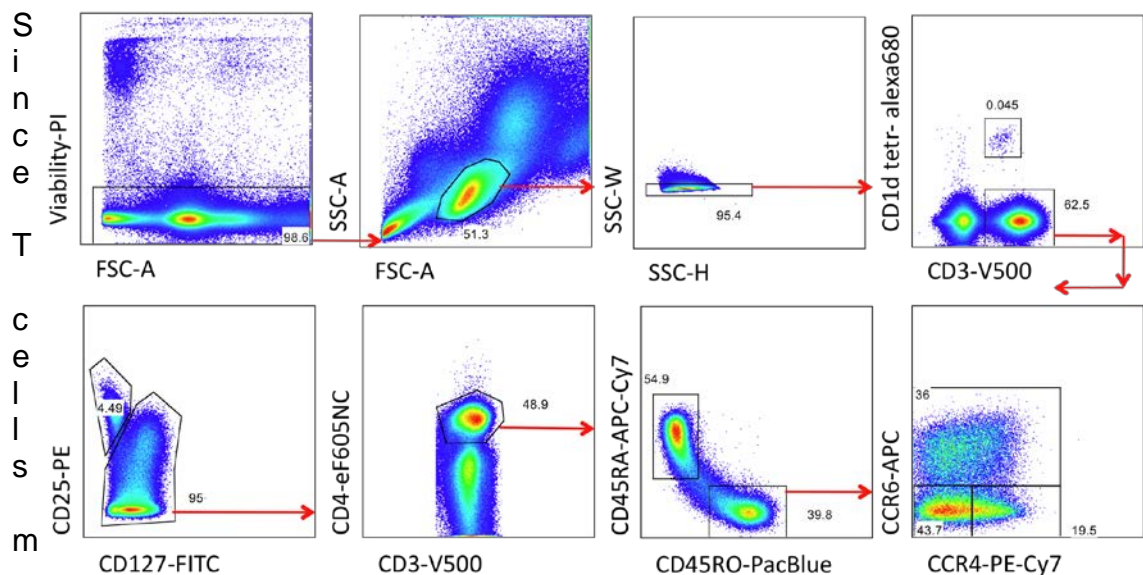 Since T cells m
Viability-PI
98.6
FSC-A
SSC-A
51.3
FSC-A
SSC-W
95.4
SSC-H
CD1d tetr- alexa680
0.045
62.5
CD3-V500
CD25-PE
4.49
95
CD127-FITC
CD4-eF605NC
48.9
CD3-V500
CD45RA-APC-Cy7
54.9
39.8
CD45RO-PacBlue
CCR6-APC
36
43.7
19.5
CCR4-PE-Cy7